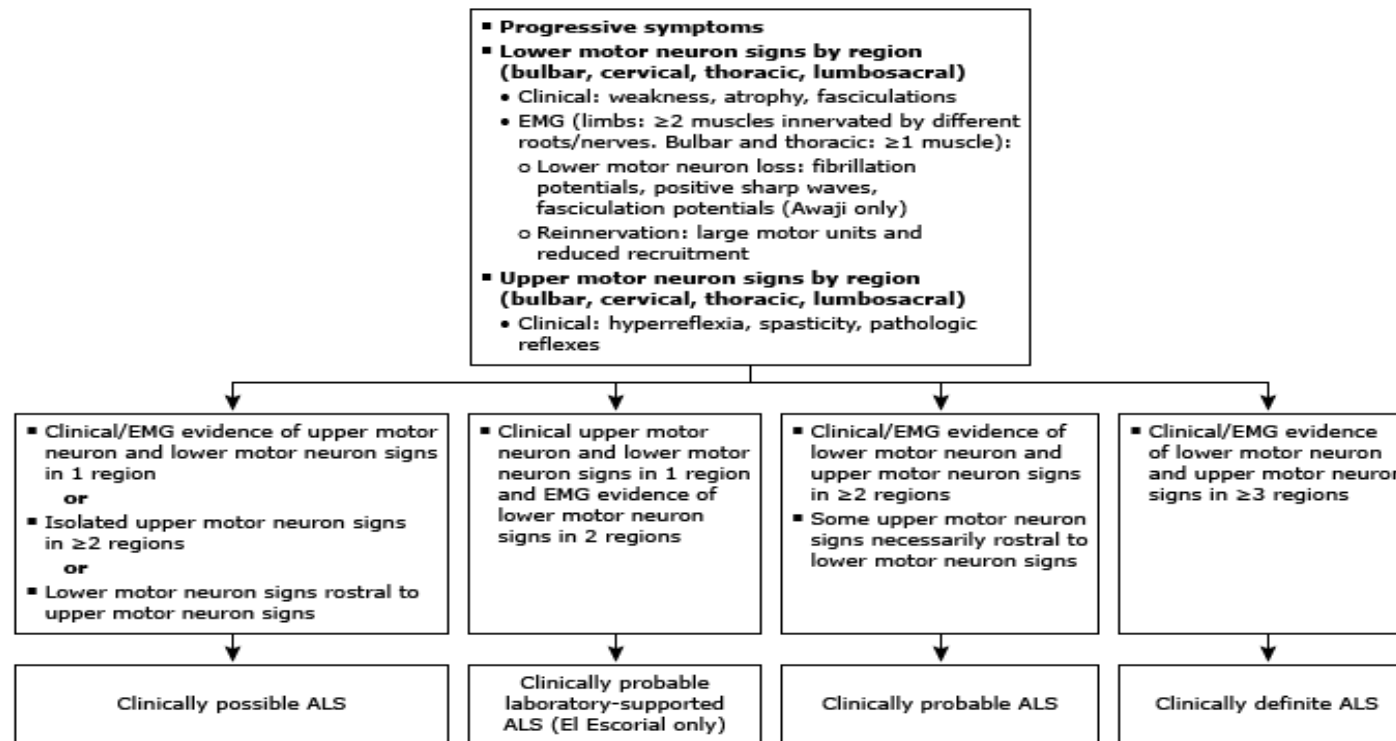 ▪ Progressive symptoms
▪ Lower motor neuron signs by region
(bulbar, cervical, thoracic, lumbosacral)
• Clinical: weakness, atrophy, fasciculations
• EMG (limbs: ≥2 muscles innervated by different
roots/nerves. Bulbar and thoracic: ≥1 muscle):
o Lower motor neuron loss: fibrillation
potentials, positive sharp waves,
fasciculation potentials (Awaji only)
o Reinnervation: large motor units and
reduced recruitment
▪ Upper motor neuron signs by region
(bulbar, cervical, thoracic, lumbosacral)
• Clinical: hyperreflexia, spasticity, pathologic
reflexes
▪ Clinical/EMG evidence of upper motor
neuron and lower motor neuron signs
in 1 region
or
▪ Isolated upper motor neuron signs
in ≥2 regions
or
▪ Lower motor neuron signs rostral to
upper motor neuron signs
▪ Clinical upper motor
neuron and lower motor
neuron signs in 1 region
and EMG evidence of
lower motor neuron
signs in 2 regions
▪ Clinical/EMG evidence of
lower motor neuron and
upper motor neuron signs
in ≥2 regions
▪ Some upper motor neuron
signs necessarily rostral to
lower motor neuron signs
▪ Clinical/EMG evidence
of lower motor neuron
and upper motor neuron
signs in ≥3 regions
Clinically possible ALS
Clinically probable
laboratory-supported
ALS (El Escorial only)
Clinically probable ALS
Clinically definite ALS